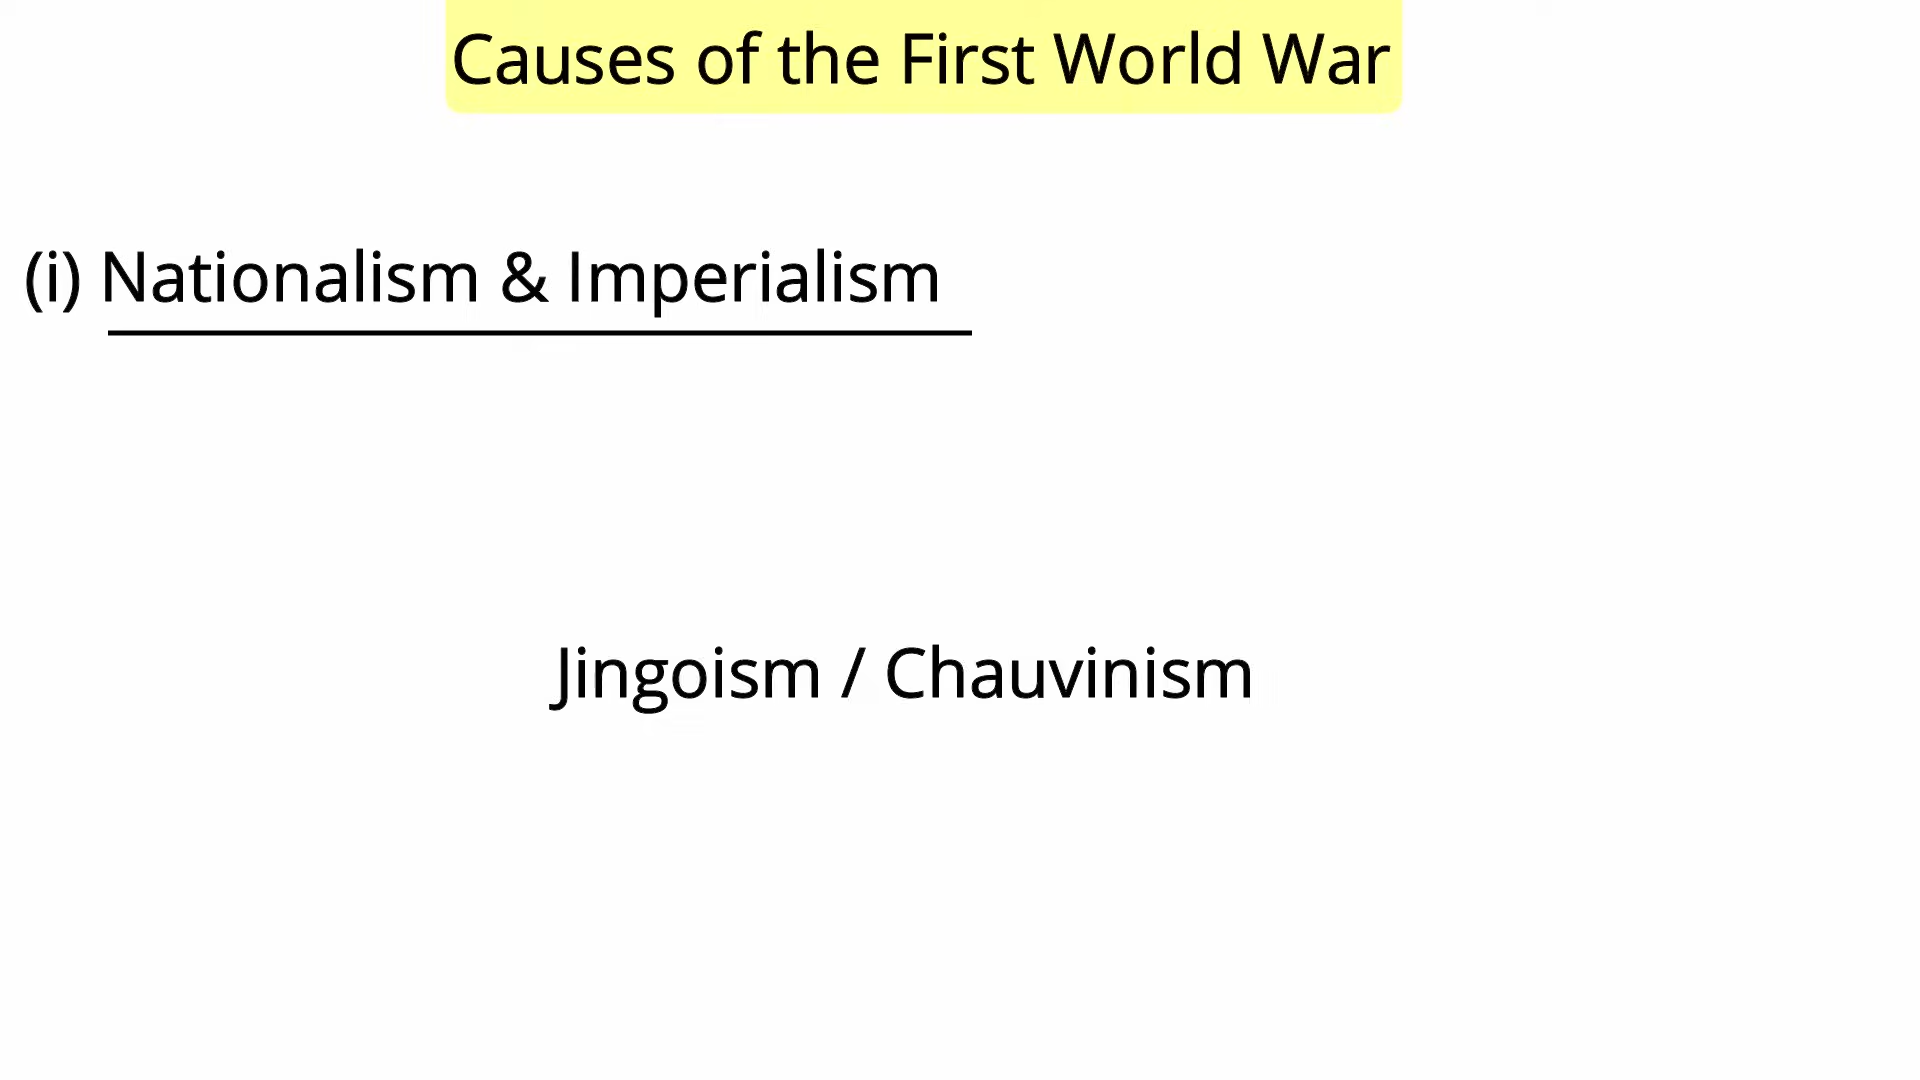 Causes of the First World War
(i) Nationalism & Imperialism
Jingoism / Chauvinism